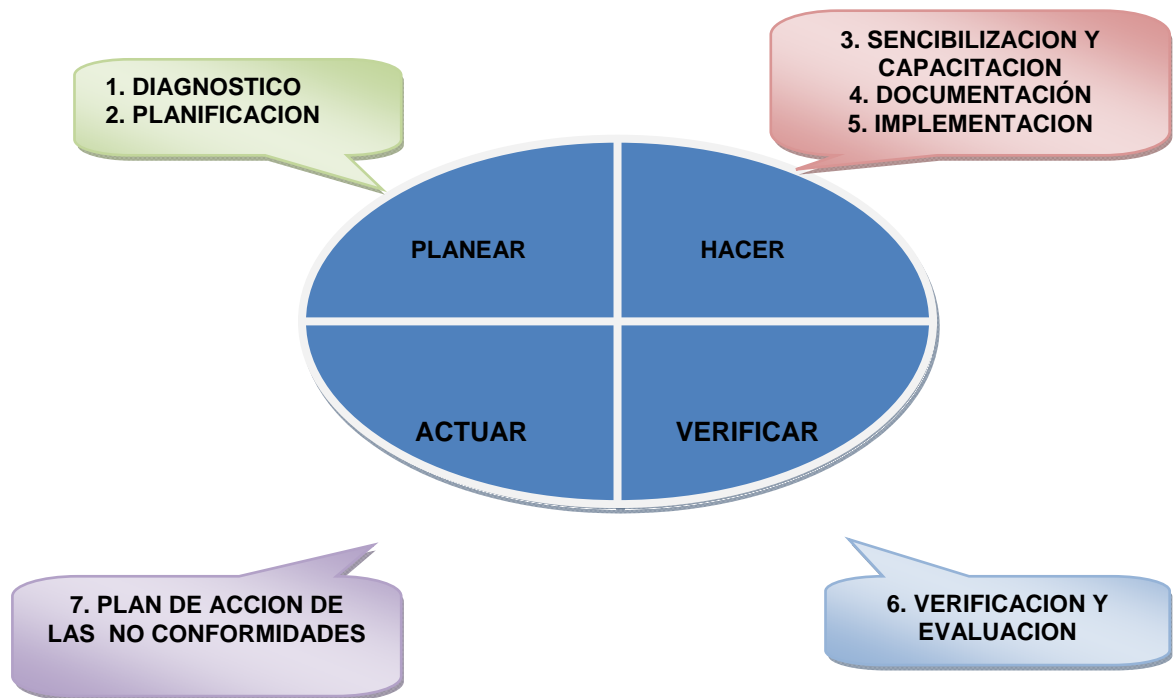 1. DIAGNOSTICO
2. PLANIFICACION
3. SENCIBILIZACION Y
CAPACITACION
4. DOCUMENTACIÓN
5. IMPLEMENTACION
PLANEAR
HACER
ACTUAR
VERIFICAR
7. PLAN DE ACCION DE
LAS NO CONFORMIDADES
6. VERIFICACION Y
EVALUACION